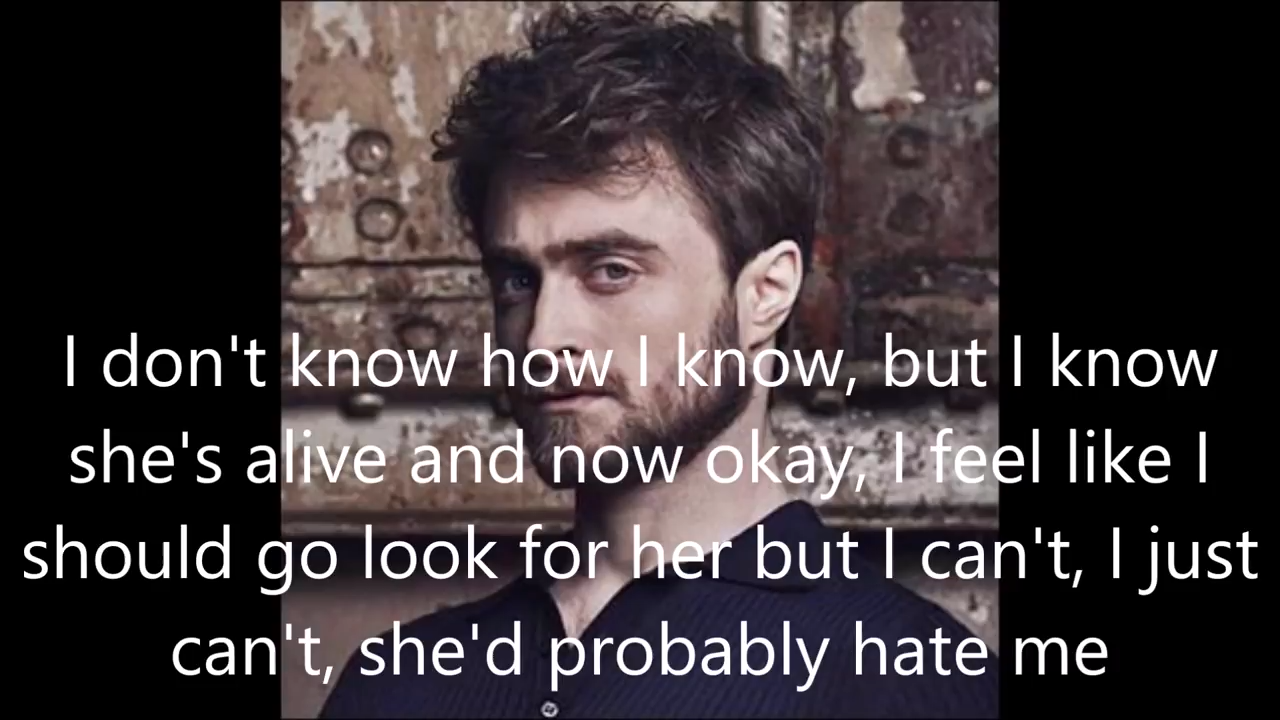 I don't know how I know, but I know
she's alive and now okay, I feel like I
should go look for her but I can't, I just
can't, she'd probably hate me